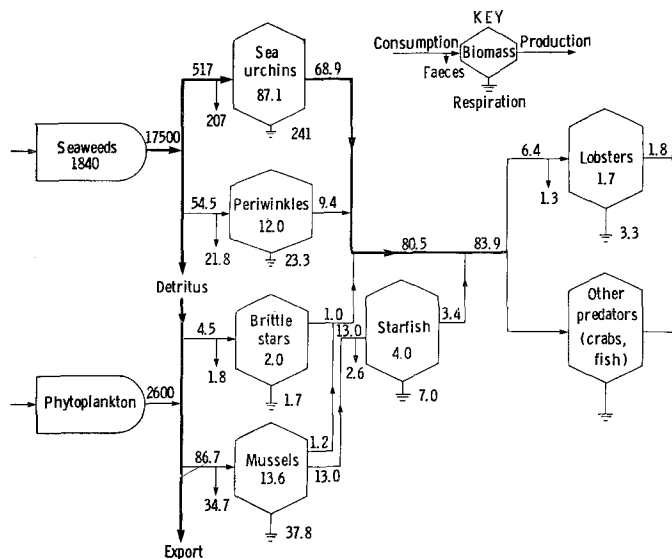 KEY
Consumption
Production
Biomass
Faeces
Respiration
Sea
urchins
87.1
517
68.9
207
241
Seaweeds
1840
17500
Periwinkles
12.0
54.5
9.4
21.8
23.3
Detritus
80.5
83.9
6.4
Lobsters
1.7
1.8
1.3
3.3
Brittle
stars
2.0
4.5
1.0
1.8
1.7
13.0
Starfish
4.0
3.4
2.6
7.0
Other
predators
(crabs,
fish)
Phytoplankton
2600
86.7
Mussels
13.6
1.2
13.0
34.7
37.8
Export